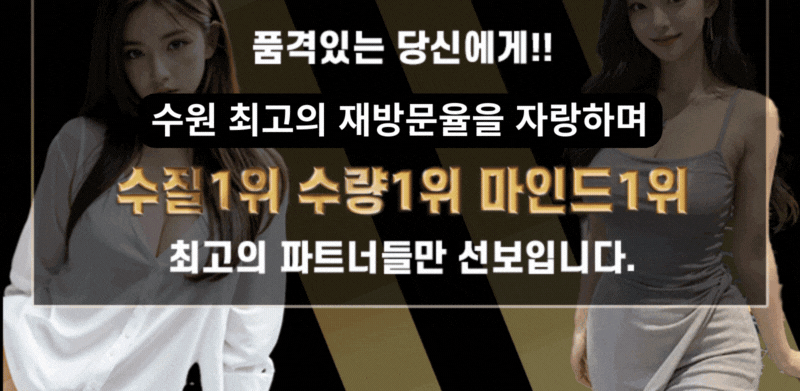 품격있는 당신에게!!
수원 최고의 재방문율을 자랑하며
수질1위 수량1위 마인드1위
최고의 파트너들만 선보입니다.